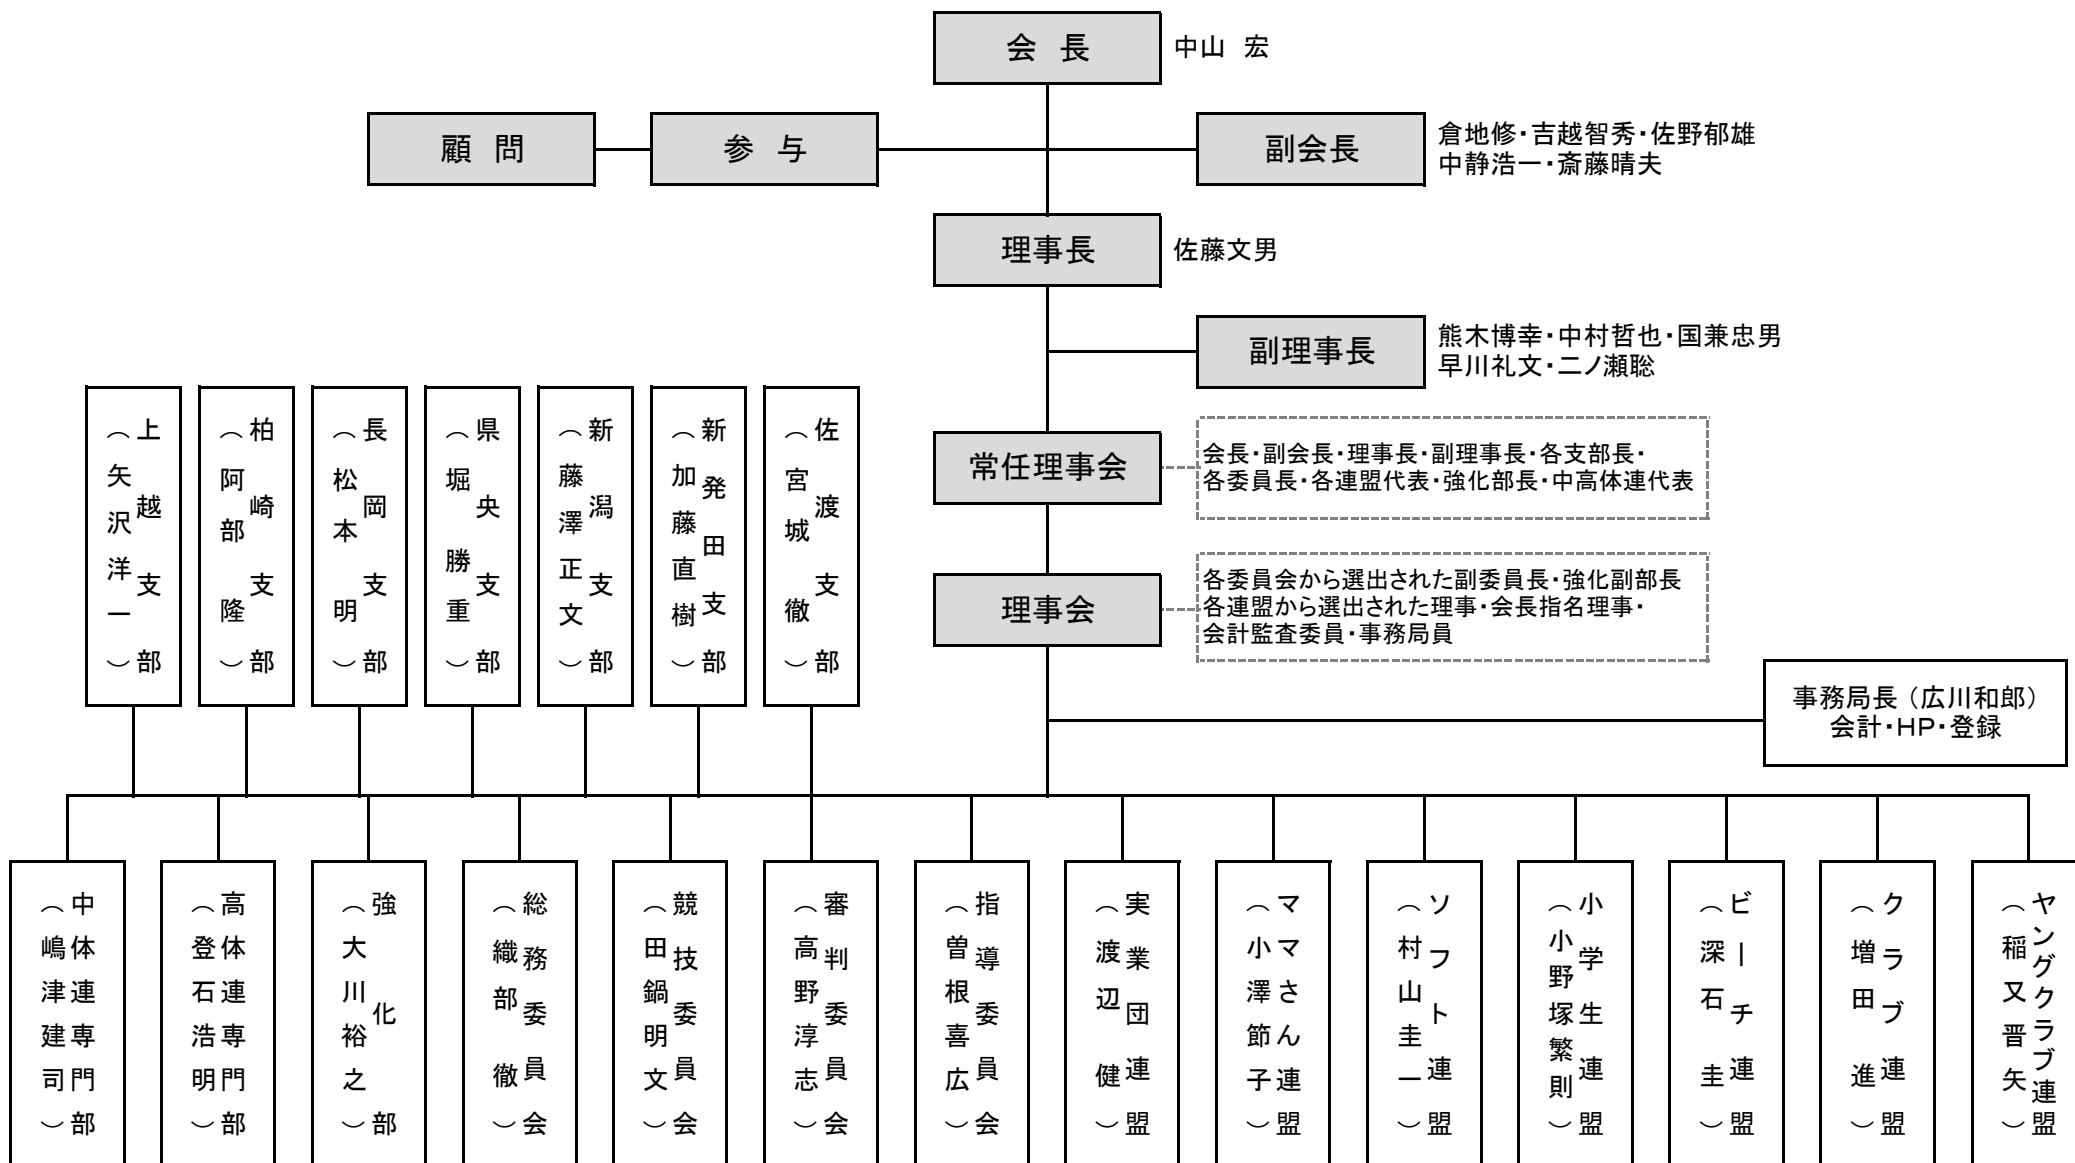 会 長
中山 宏
顧 問
参 与
副会長
倉地修・吉越智秀・佐野郁雄
中静浩一・斎藤晴夫
理事長
佐藤文男
副理事長
熊木博幸・中村哲也・国兼忠男
早川礼文・二ノ瀬聡
常任理事会
会長・副会長・理事長・副理事長・各支部長・
各委員長・各連盟代表・強化部長・中高体連代表
理事会
各委員会から選出された副委員長・強化副部長
各連盟から選出された理事・会長指名理事・
会計監査委員・事務局員
事務局長（広川和郎）
会計・HP・登録
上越支部
（矢沢洋一）
柏崎支部
（阿部隆）
長岡支部
（松本明）
県央支部
（堀勝重）
新潟支部
（藤澤正文）
新発田支部
（加藤直樹）
佐渡支部
（宮城徹）
中体連専門部
（嶋津建司）
高体連専門部
（登石浩明）
強化部
（大川裕之）
総務委員会
（織部徹）
競技委員会
（田鍋明文）
審判委員会
（高野淳志）
指導委員会
（曽根喜広）
実業団連盟
（渡辺健）
ママさん連盟
（小澤節子）
ソフト連盟
（村山圭一）
小学生連盟
（小野塚繁則）
ビーチ連盟
（深石圭）
クラブ連盟
（増田進）
ヤングクラブ連盟
（稲又晋矢）